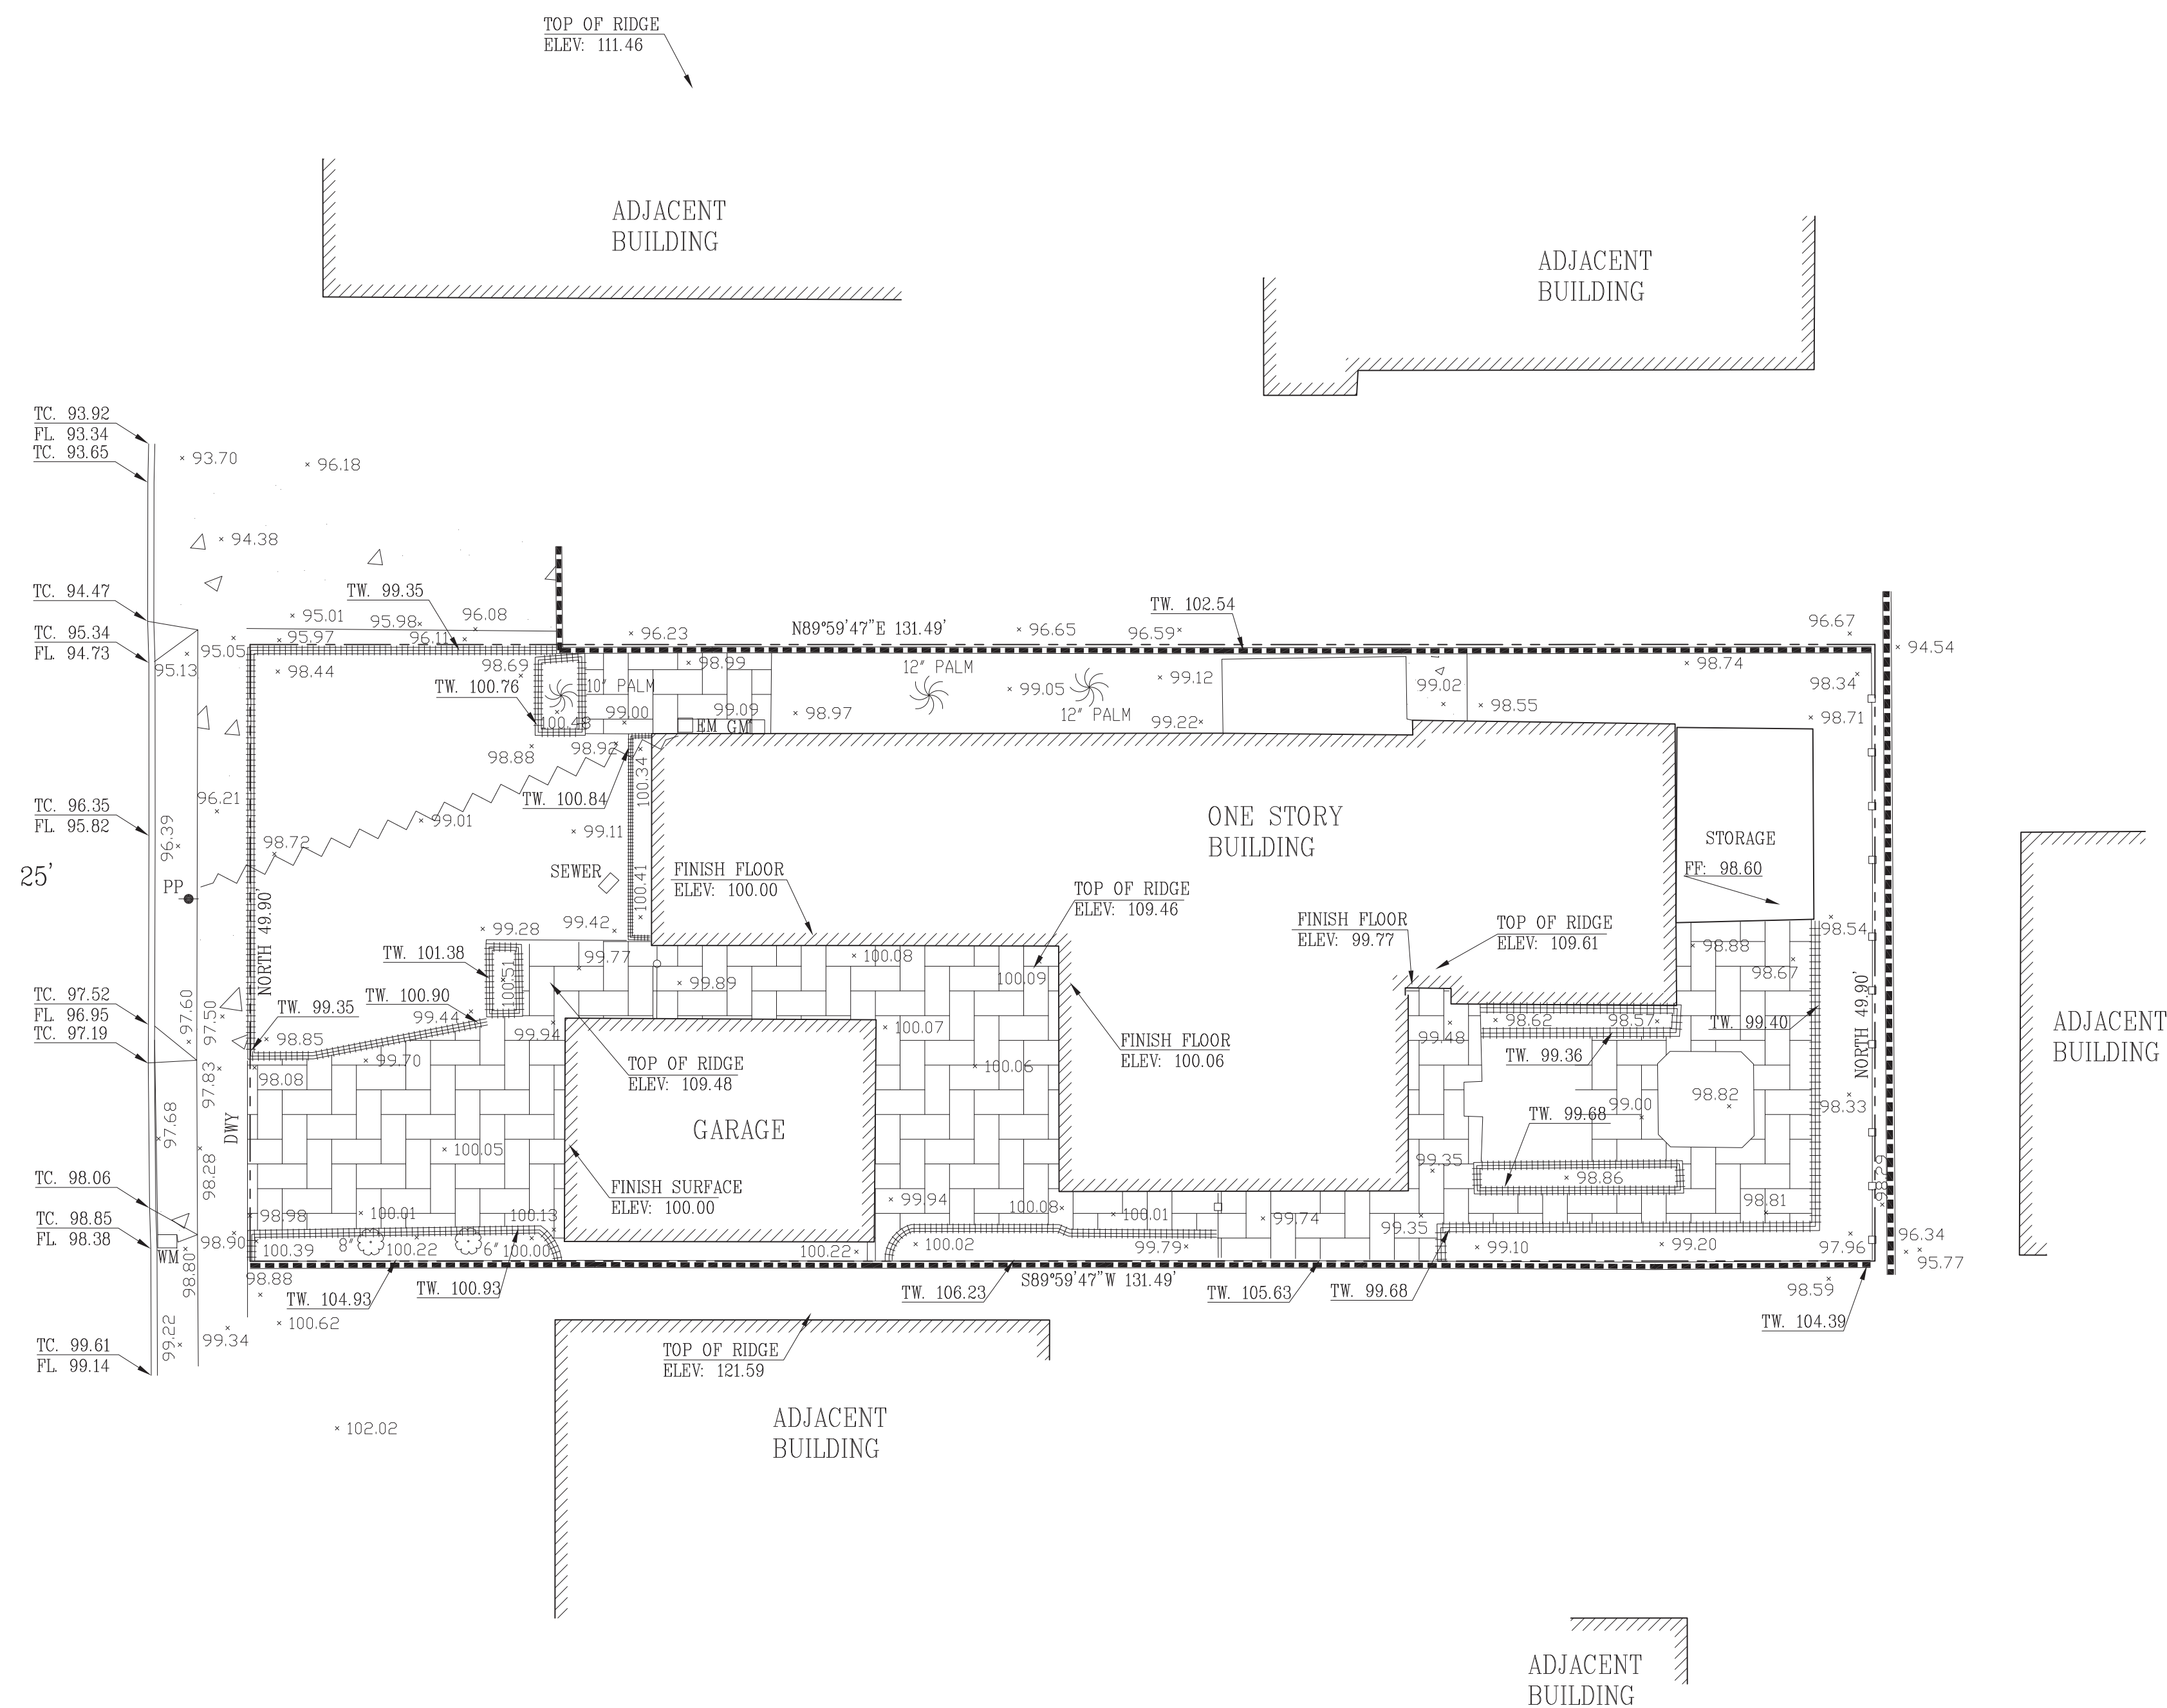 TOP OF RIDGE
ELEV: 111.46
ADJACENT
BUILDING
ADJACENT
BUILDING
TC. 93.92
FL. 93.34
TC. 93.65
93.70
96.18
94.38
TC. 94.47
TW. 99.35
95.01
95.98
96.08
TW. 102.54
TC. 95.34
FL. 94.73
95.05
95.97
96.11
96.23
N89°59'47"E 131.49'
96.65
96.59
96.67
94.54
95.13
98.44
98.69
98.99
12" PALM
99.12
99.02
98.74
98.34
TW. 100.76
10" PALM
99.05
12" PALM
98.55
98.71
100.48
99.00
99.09
98.97
99.22
EM GM
98.88
98.92
100.34
TW. 100.84
96.21
TC. 96.35
FL. 95.82
96.39
98.72
99.01
99.11
ONE STORY
BUILDING
STORAGE
FF: 98.60
25'
PP
NORTH 49.90'
SEWER
100.41
FINISH FLOOR
ELEV: 100.00
TOP OF RIDGE
ELEV: 109.46
FINISH FLOOR
ELEV: 99.77
TOP OF RIDGE
ELEV: 109.61
99.28
99.42
98.54
TW. 101.38
99.77
100.08
98.88
98.67
100.51
99.89
100.09
TC. 97.52
FL. 96.95
TC. 97.19
97.60
97.50
TW. 99.35
TW. 100.90
99.44
99.94
100.07
98.62
98.57
TW. 99.40
98.85
99.48
FINISH FLOOR
ELEV: 100.06
TW. 99.36
NORTH 49.90'
ADJACENT
BUILDING
99.70
98.08
97.83
TOP OF RIDGE
ELEV: 109.48
100.06
97.68
DWY
GARAGE
99.00
98.82
98.33
TW. 99.68
100.05
98.28
99.35
TC. 98.06
FINISH SURFACE
ELEV: 100.00
99.94
98.86
98.29
98.98
100.01
100.13
100.08
100.01
99.74
99.35
98.81
TC. 98.85
FL. 98.38
98.90
100.39
8"
100.22
6"
100.00
100.22
100.02
99.79
99.10
99.20
97.96
96.34
95.77
WM
98.80
98.88
TW. 104.93
TW. 100.93
TW. 106.23
S89°59'47"W 131.49'
TW. 105.63
TW. 99.68
98.59
TW. 104.39
100.62
99.22
99.34
TC. 99.61
FL. 99.14
TOP OF RIDGE
ELEV: 121.59
102.02
ADJACENT
BUILDING
ADJACENT
BUILDING